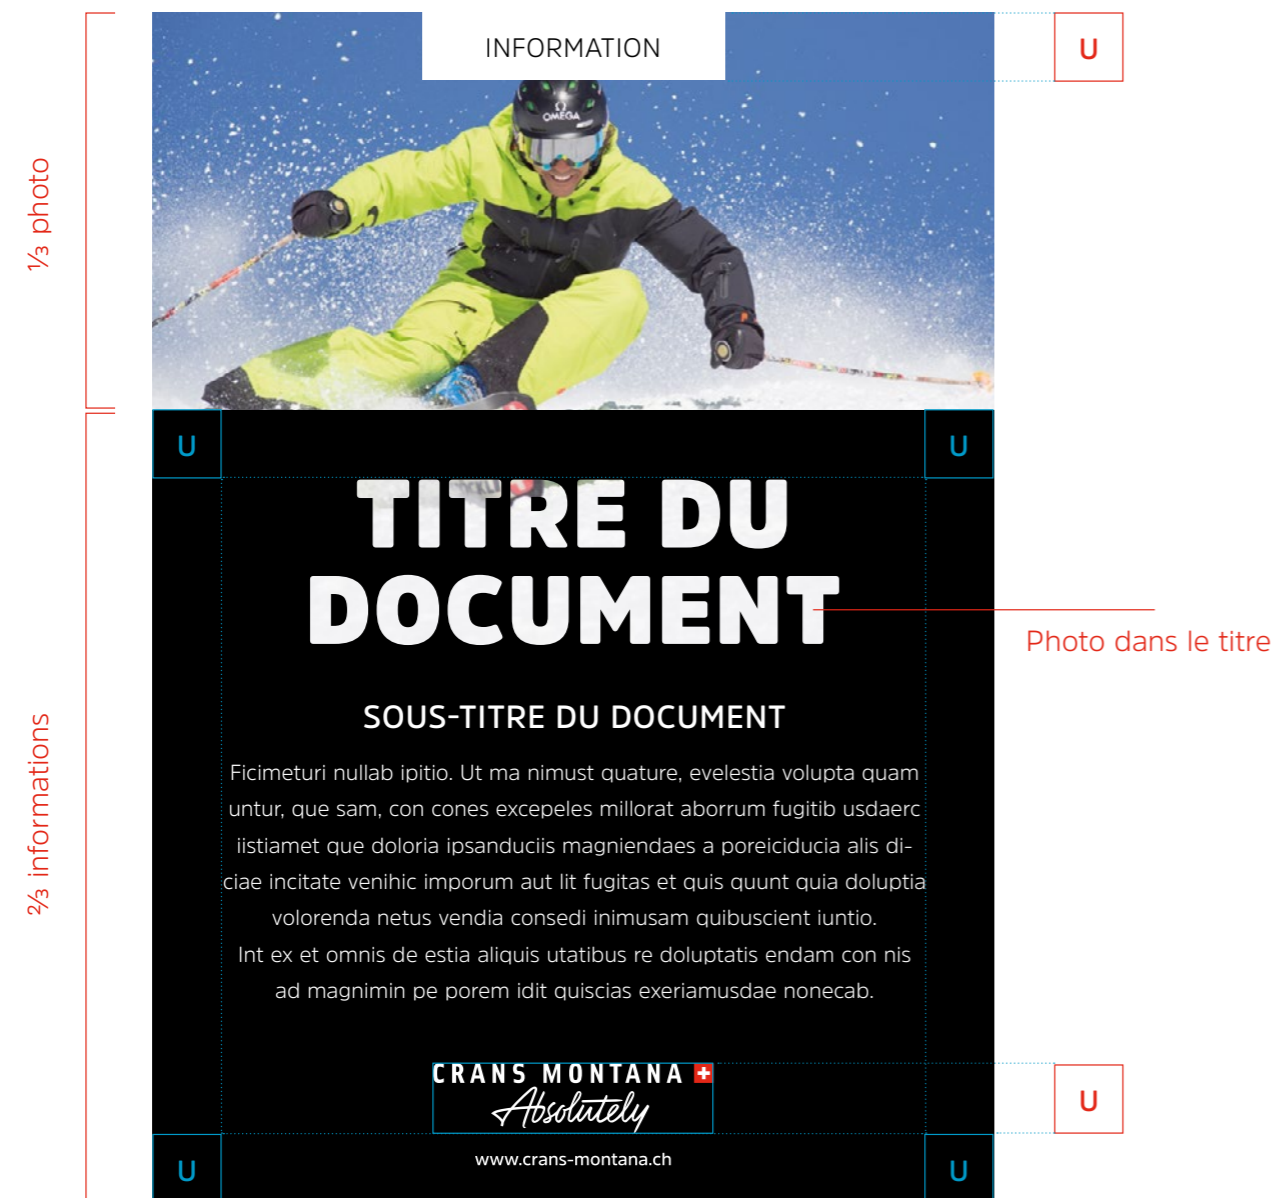 INFORMATION
U
OMEGA
⅓ photo
U
U
TITRE DU
DOCUMENT
Photo dans le titre
SOUS-TITRE DU DOCUMENT
⅔ informations
Ficimeturi nullab ipitio. Ut ma nimust quature, evelestia volupta quam
untur, que sam, con cones excepeles millorat aborrum fugitib usdaerc
iistiamet que doloria ipsanduciis magniendaes a poreiciducia alis di-
ciae incitate venihic imporum aut lit fugitas et quis quunt quia doluptia
volorenda netus vendia consedi inimusam quibuscient iuntio.
Int ex et omnis de estia aliquis utatibus re doluptatis endam con nis
ad magnimin pe porem idit quiscias exeriamusdae nonecab.
CRANS MONTANA
Absolutely
U
www.crans-montana.ch
U
U